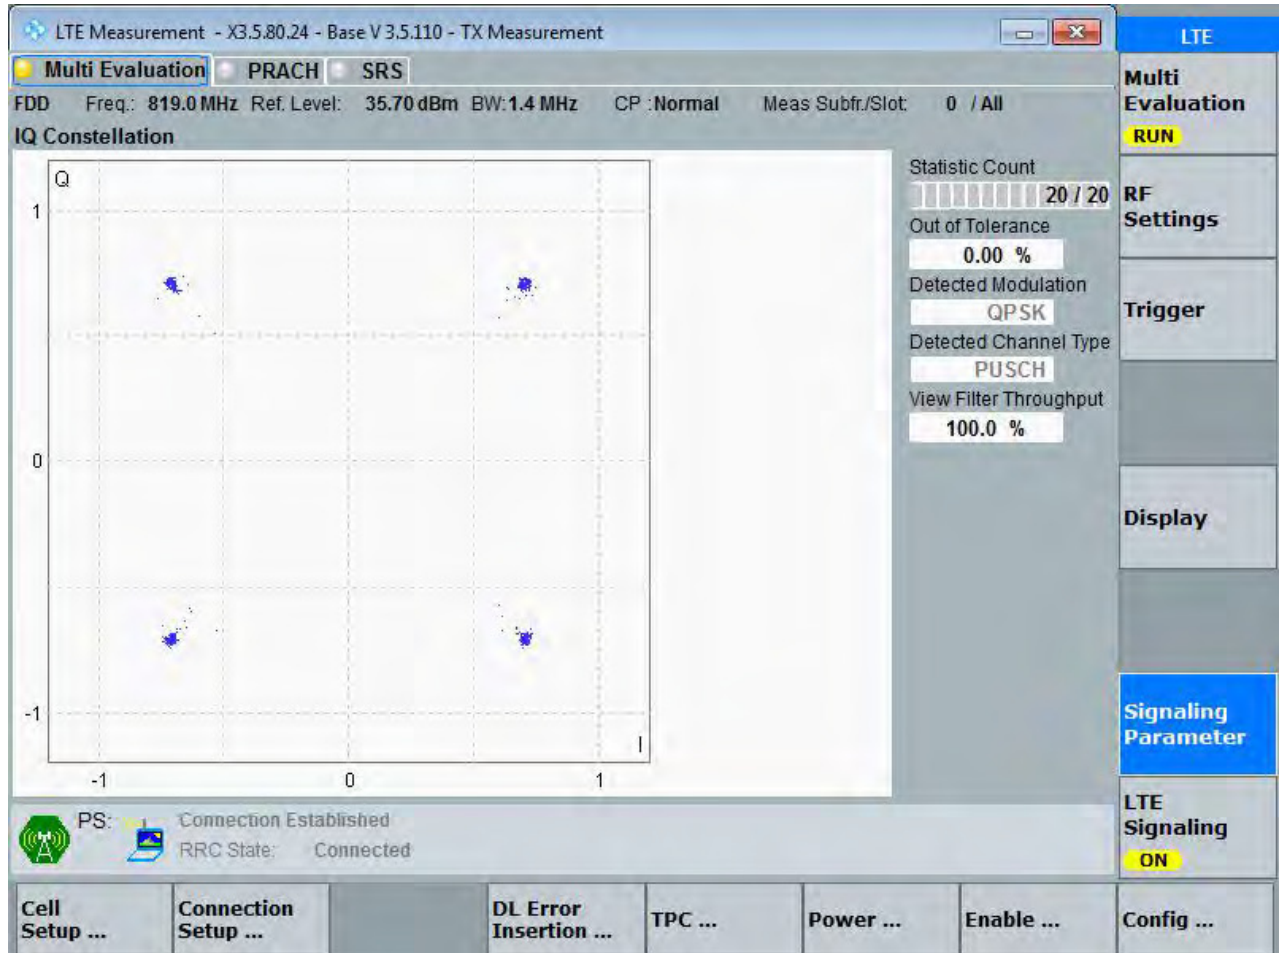 LTE Measurement - X3.5.80.24 - Base V 3.5.110 - TX Measurement
LTE
Multi Evaluation PRACH SRS
FDD Freq.: 819.0 MHz Ref. Level: 35.70 dBm BW:1.4 MHz CP :Normal Meas Subfr./Slot: 0 / All
IQ Constellation
Q
1
0
-1
I
-1 0 1
Statistic Count
20 / 20
Out of Tolerance
0.00 %
Detected Modulation
QPSK
Detected Channel Type
PUSCH
View Filter Throughput
100.0 %
Multi
Evaluation
RUN
RF
Settings
Trigger
Display
Signaling
Parameter
LTE
Signaling
ON
PS: Connection Established
RRC State: Connected
Cell
Setup ...
Connection
Setup ...
DL Error
Insertion ...
TPC ...
Power ...
Enable ...
Config ...